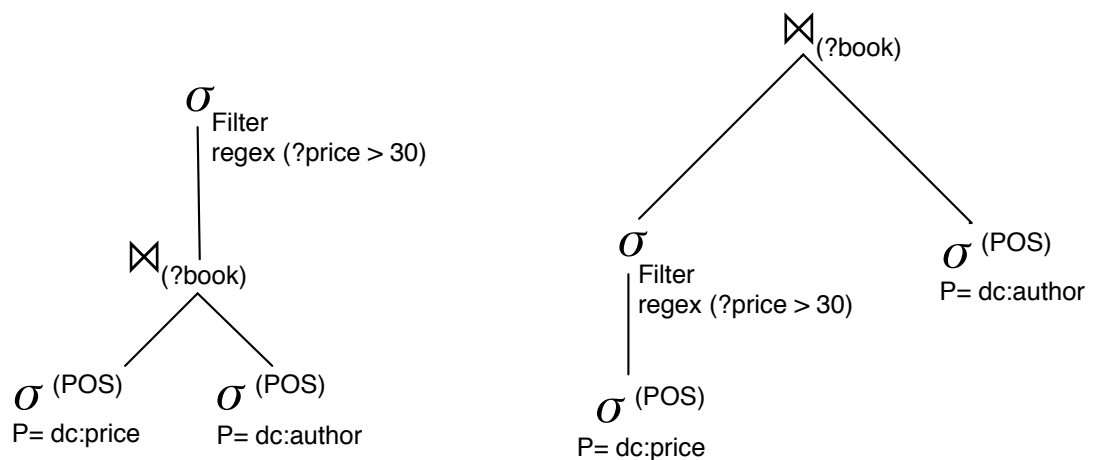 σ
Filter
regex (?price > 30)
⋈(?book)
σ (POS)
P= dc:price
σ (POS)
P= dc:author
⋈(?book)
σ
Filter
regex (?price > 30)
σ (POS)
P= dc:price
σ (POS)
P= dc:author